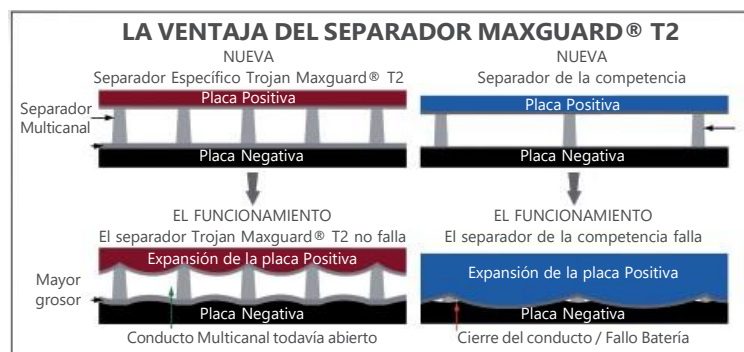 LA VENTAJA DEL SEPARADOR MAXGUARD® T2
NUEVA
Separador Específico Trojan Maxguard® T2
Placa Positiva
Separador
Multicanal
Placa Negativa
EL FUNCIONAMIENTO
El separador Trojan Maxguard® T2 no falla
Expansión de la placa Positiva
Mayor
grosor
Placa Negativa
Conducto Multicanal todavía abierto
NUEVA
Separador de la competencia
Placa Positiva
Placa Negativa
EL FUNCIONAMIENTO
El separador de la competencia falla
Expansión de la placa Positiva
Placa Negativa
Cierre del conducto / Fallo Batería